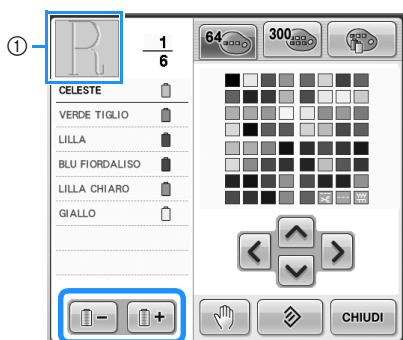 ①
R
1
6
64
300
CELESTE
VERDE TIGLIO
LILLA
BLU FIORDALISO
LILLA CHIARO
GIALLO
- +
CHIUDI